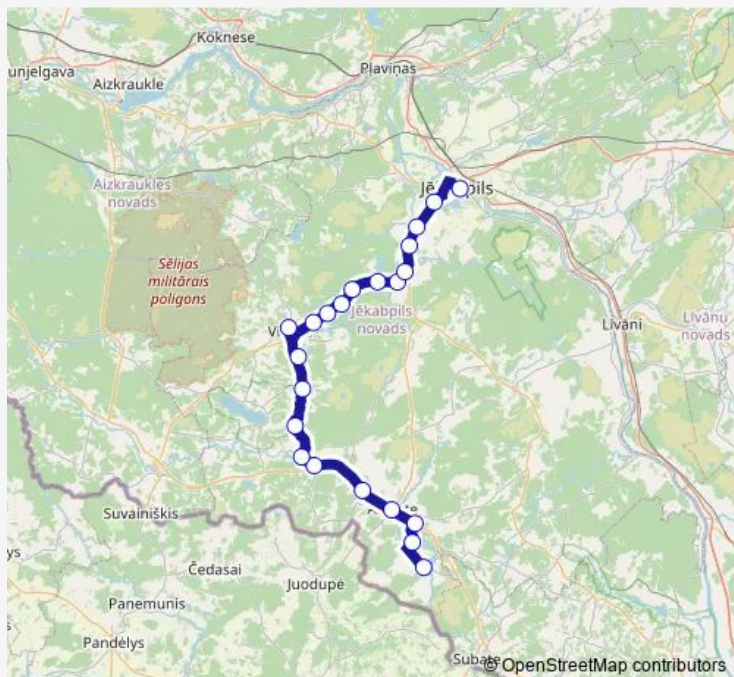 Koknese
unjelgava
Pļaviņas
Aizkraukle
Aizkraukles
novads
Jēkabpils
Sēlijas
militārais
poligons
Jēkabpils
novads
Līvāni
Līvānu
novads
Vi
Suvainiškis
Čedasai
Juodupė
Panemunis
Pandėlys
Subate
© OpenStreetMap contributors